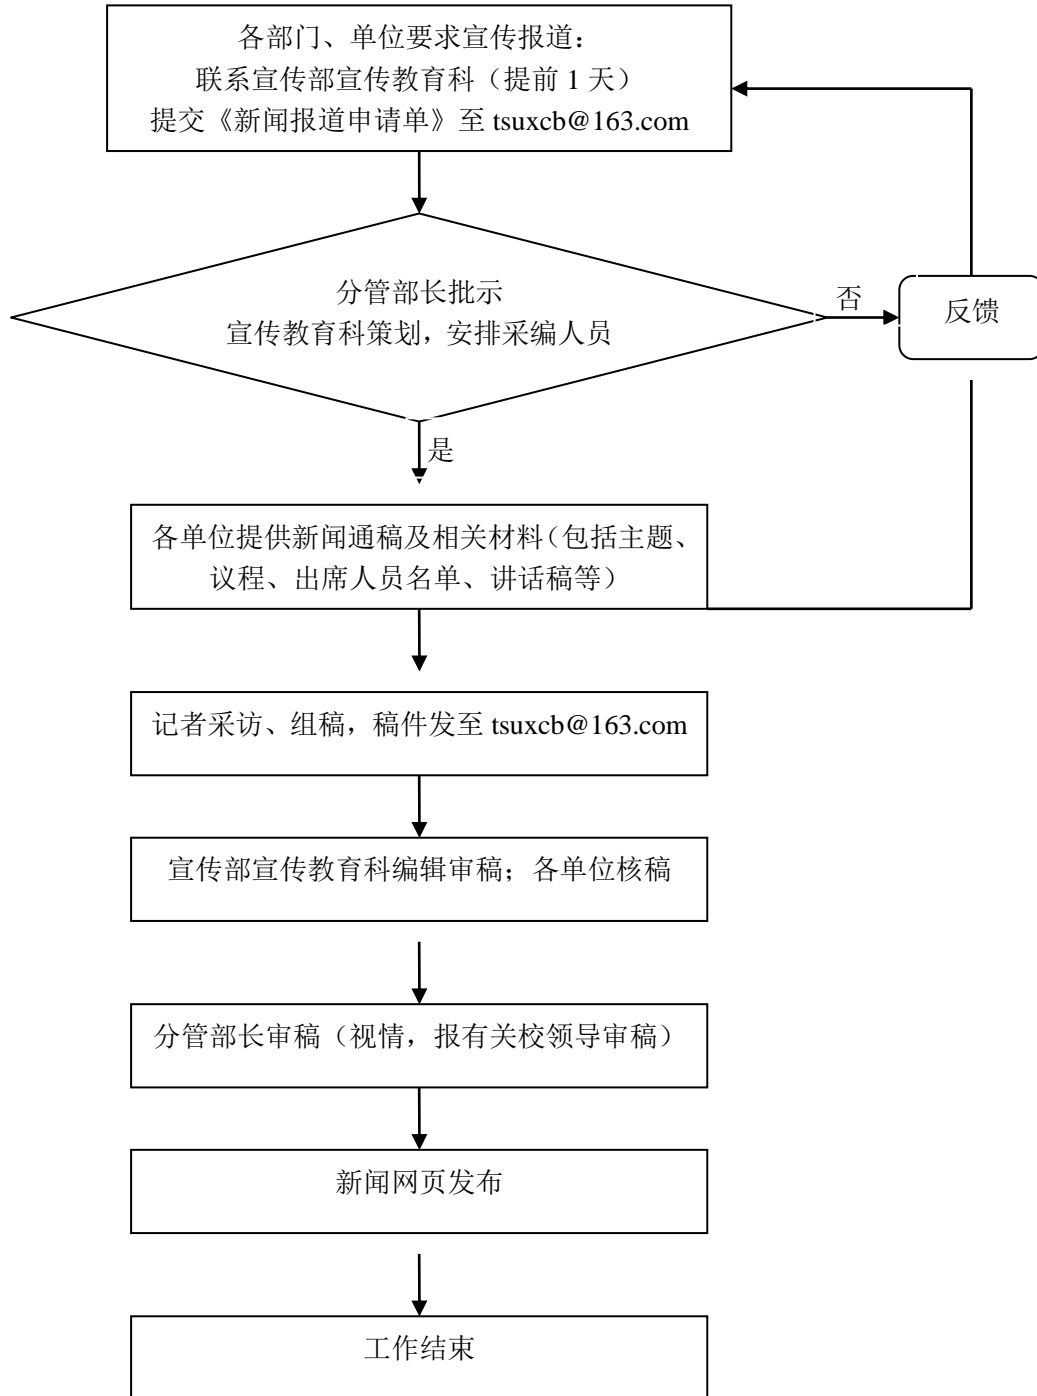 各部门、单位要求宣传报道：
联系宣传部宣传教育科（提前 1 天）
提交《新闻报道申请单》至 tsuxcb@163.com
分管部长批示
宣传教育科策划，安排采编人员
否
反馈
是
各单位提供新闻通稿及相关材料（包括主题、
议程、出席人员名单、讲话稿等）
记者采访、组稿，稿件发至 tsuxcb@163.com
宣传部宣传教育科编辑审稿；各单位核稿
分管部长审稿（视情，报有关校领导审稿）
新闻网页发布
工作结束